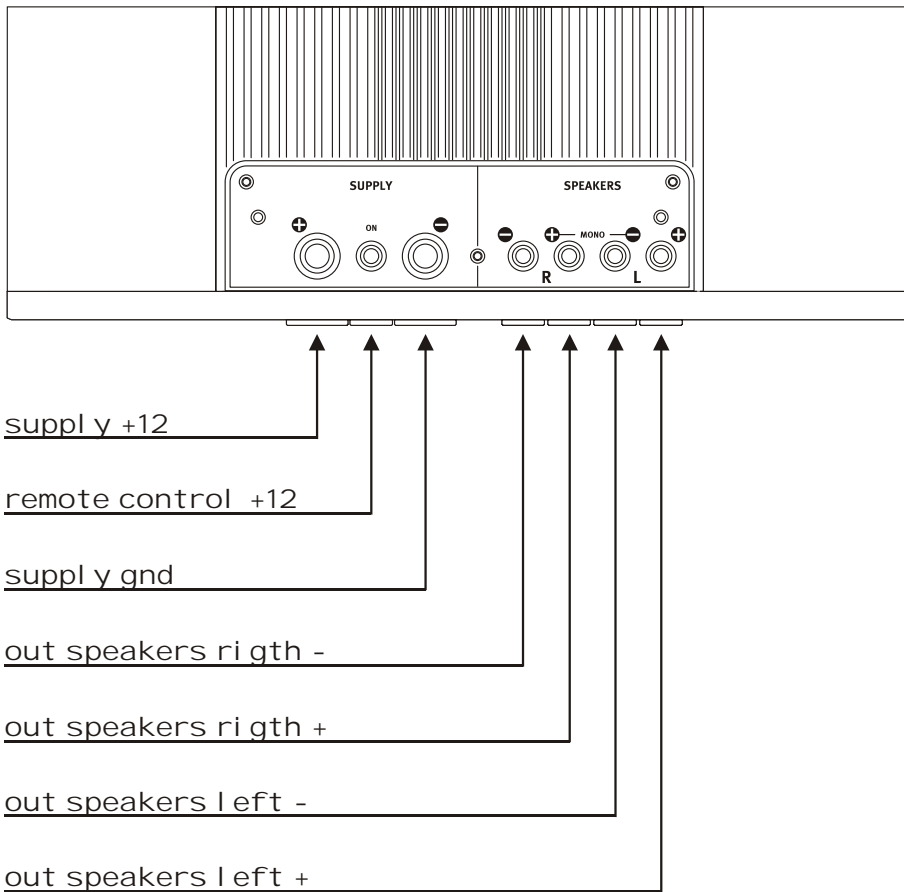 SUPPLY SPEAKERS
+ ON - - + MONO - +
R L
supply +12
remote control +12
supply gnd
out speakers rigth -
out speakers rigth +
out speakers left -
out speakers left +